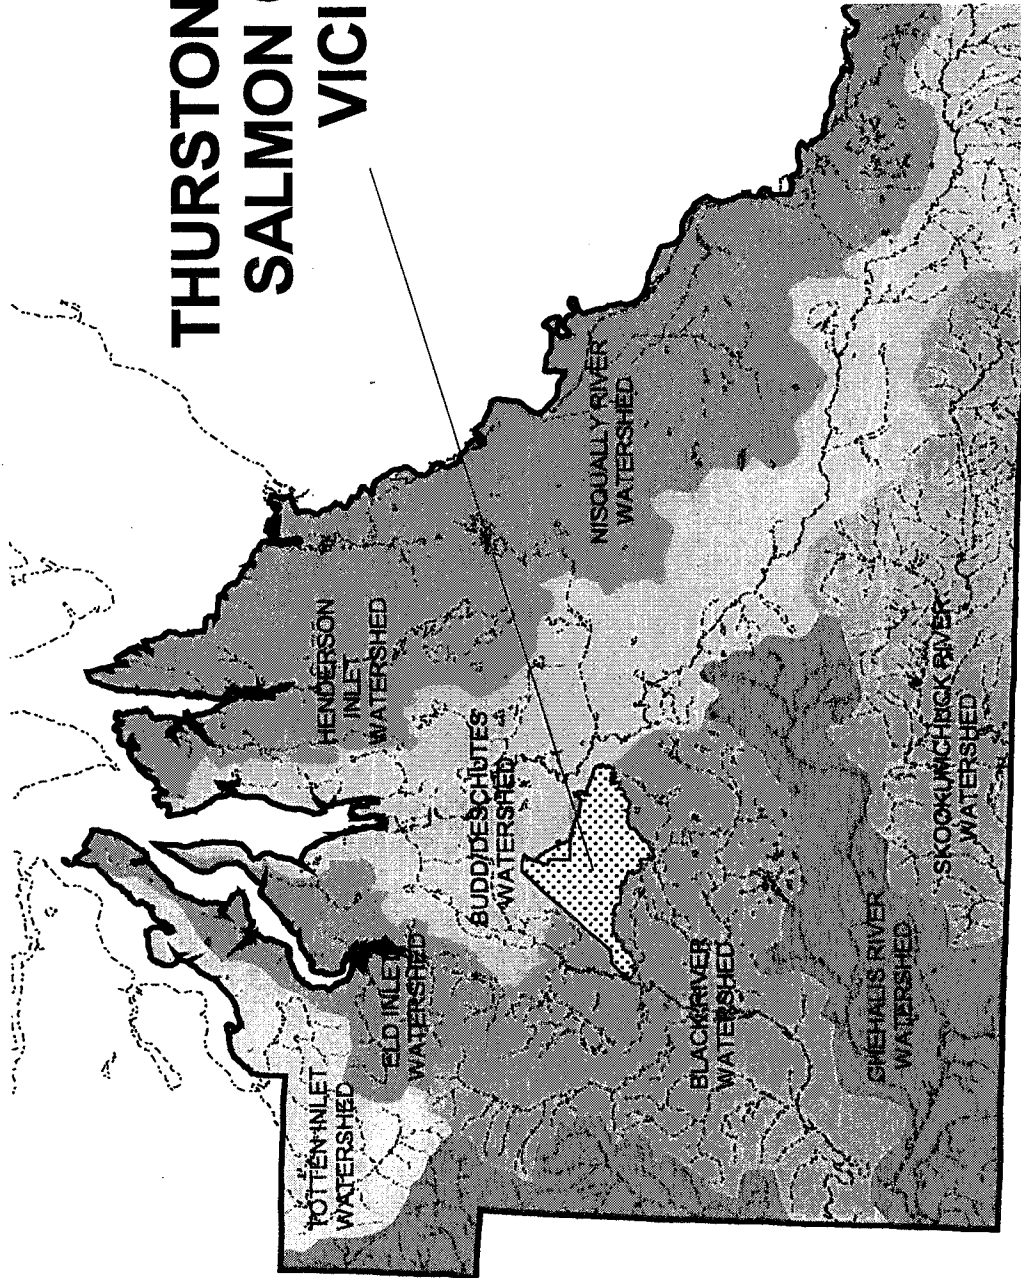 THURSTON
SALMON
VICI
TOTTEN INLET
WATERSHED
ELD INLET
WATERSHED
HENDERSON
INLET
WATERSHED
BUDD/DESCHUTES
WATERSHED
NISQUALLY RIVER
WATERSHED
BLACK RIVER
WATERSHED
CHEHALIS RIVER
WATERSHED
SKOOKUMCHUCK RIVER
WATERSHED